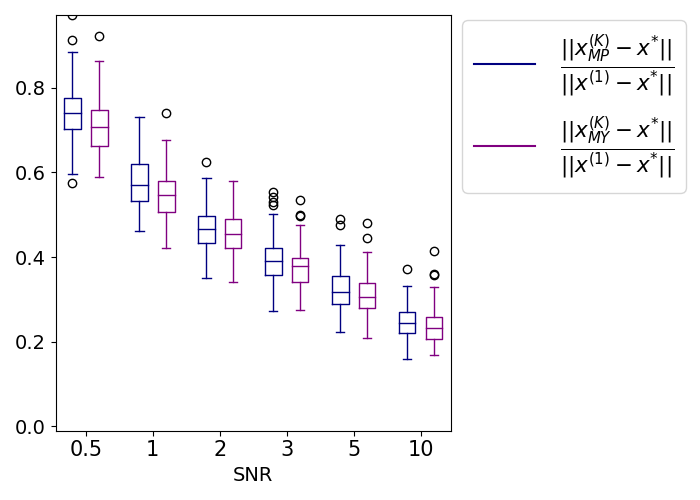 0.8
0.6
0.4
0.2
0.0
0.5 1 2 3 5 10
SNR
||x_{MP}^{(K)} − x^*||
||x^{(1)} − x^*||
||x_{MY}^{(K)} − x^*||
||x^{(1)} − x^*||